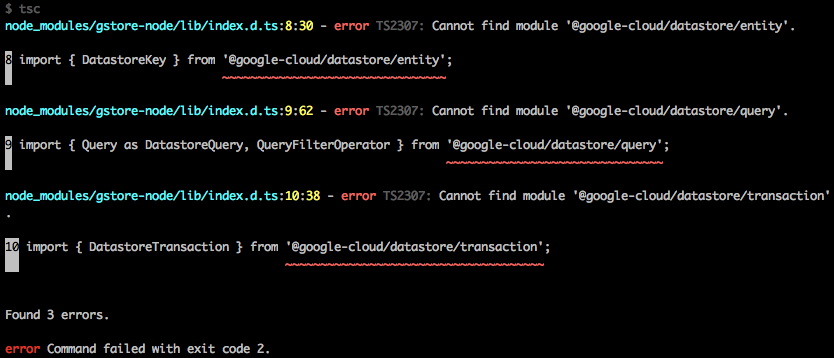 $ tsc
node_modules/gstore-node/lib/index.d.ts:8:30 - error TS2307: Cannot find module '@google-cloud/datastore/entity'.
8 import { DatastoreKey } from '@google-cloud/datastore/entity';
~~~~~~~~~~~~~~~~~~~~~~~~~~~~~~~~
node_modules/gstore-node/lib/index.d.ts:9:62 - error TS2307: Cannot find module '@google-cloud/datastore/query'.
9 import { Query as DatastoreQuery, QueryFilterOperator } from '@google-cloud/datastore/query';
~~~~~~~~~~~~~~~~~~~~~~~~~~~~~~~
node_modules/gstore-node/lib/index.d.ts:10:38 - error TS2307: Cannot find module '@google-cloud/datastore/transaction'
.
10 import { DatastoreTransaction } from '@google-cloud/datastore/transaction';
~~~~~~~~~~~~~~~~~~~~~~~~~~~~~~~~~~~~~
Found 3 errors.
error Command failed with exit code 2.